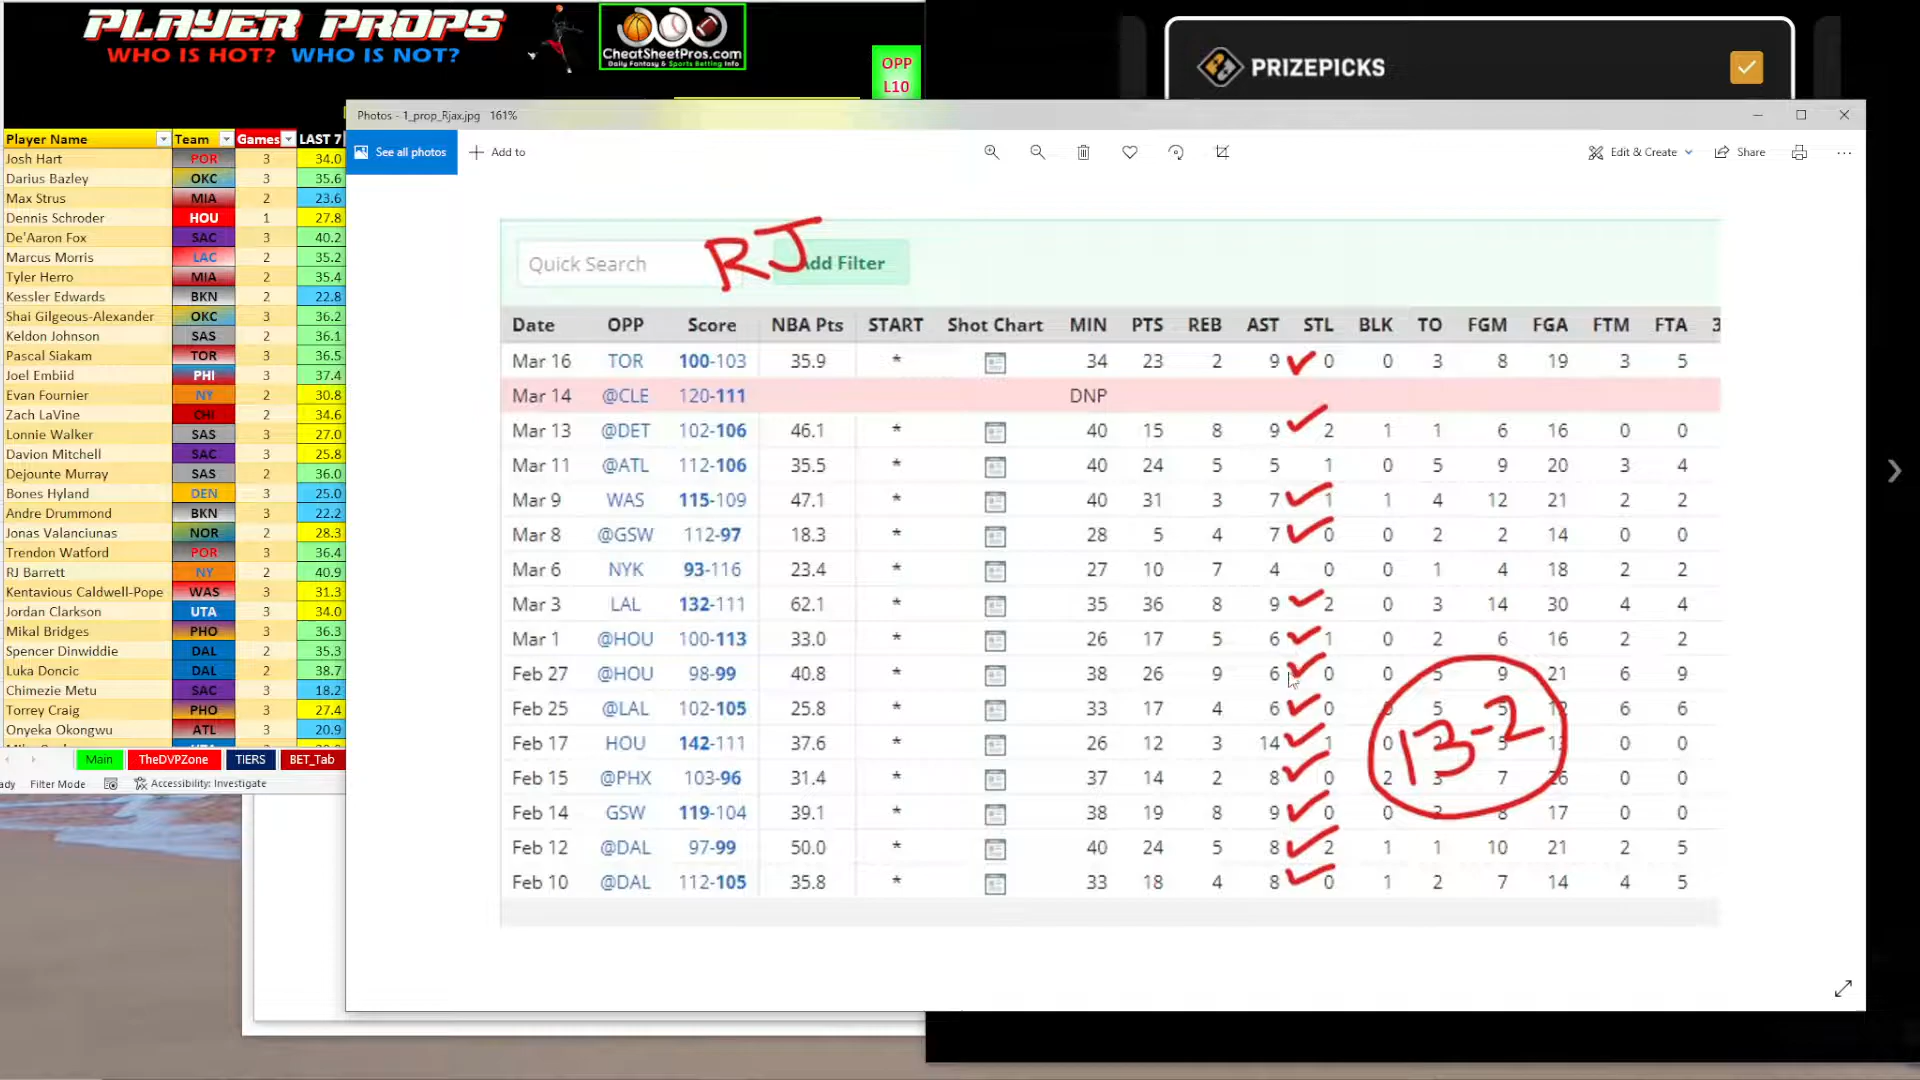 PLAYER PROPS
WHO IS HOT? WHO IS NOT?
CheatSheetPros.com
Daily Fantasy & Sports Betting Info
OPP
L10
PRIZEPICKS
Photos - 1_prop_Rjax.jpg 161%
See all photos Add to Edit & Create Share
Player Name Team Games LAST 7
Josh Hart POR 3 34.0
Darius Bazley OKC 3 35.6
Max Strus MIA 2 23.6
Dennis Schroder HOU 1 27.8
De'Aaron Fox SAC 3 40.2
Marcus Morris LAC 2 35.2
Tyler Herro MIA 2 35.4
Kessler Edwards BKN 2 22.8
Shai Gilgeous-Alexander OKC 2 36.2
Keldon Johnson SAS 2 36.1
Pascal Siakam TOR 3 36.5
Joel Embiid PHI 3 37.4
Evan Fournier NY 2 30.8
Zach LaVine CHI 2 34.6
Lonnie Walker SAS 3 27.0
Davion Mitchell SAC 3 25.8
Dejounte Murray SAS 2 36.0
Bones Hyland DEN 3 25.0
Andre Drummond BKN 3 22.2
Jonas Valanciunas NOR 2 28.3
Trendon Watford POR 3 36.4
RJ Barrett NY 2 40.9
Kentavious Caldwell-Pope WAS 3 31.3
Jordan Clarkson UTA 3 34.0
Mikal Bridges PHO 3 36.3
Spencer Dinwiddie DAL 2 35.3
Luka Doncic DAL 2 38.7
Chimezie Metu SAC 3 18.2
Torrey Craig PHO 3 27.4
Onyeka Okongwu ATL 3 20.9
Main TheDVPZone TIERS BET_Tab
ady Filter Mode Accessibility: Investigate
RJ
Quick Search Add Filter
Date OPP Score NBA Pts START Shot Chart MIN PTS REB AST STL BLK TO FGM FGA FTM FTA 3
Mar 16 TOR 100-103 35.9 * 34 23 2 9 0 0 3 8 19 3 5
Mar 14 @CLE 120-111 DNP
Mar 13 @DET 102-106 46.1 * 40 15 8 9 2 1 1 6 16 0 0
Mar 11 @ATL 112-106 35.5 * 40 24 5 5 1 0 5 9 20 3 4
Mar 9 WAS 115-109 47.1 * 40 31 3 7 1 1 4 12 21 2 2
Mar 8 @GSW 112-97 18.3 * 28 5 4 7 0 0 2 2 14 0 0
Mar 6 NYK 93-116 23.4 * 27 10 7 4 0 0 1 4 18 2 2
Mar 3 LAL 132-111 62.1 * 35 36 8 9 2 0 3 14 30 4 4
Mar 1 @HOU 100-113 33.0 * 26 17 5 6 1 0 2 6 16 2 2
Feb 27 @HOU 98-99 40.8 * 38 26 9 6 0 0 5 9 21 6 9
Feb 25 @LAL 102-105 25.8 * 33 17 4 6 0 5 5 6 6
Feb 17 HOU 142-111 37.6 * 26 12 3 14 1 0 0 0
Feb 15 @PHX 103-96 31.4 * 37 14 2 8 0 2 3 7 0 0
Feb 14 GSW 119-104 39.1 * 38 19 8 9 0 0 3 8 17 0 0
Feb 12 @DAL 97-99 50.0 * 40 24 5 8 2 1 1 10 21 2 5
Feb 10 @DAL 112-105 35.8 * 33 18 4 8 0 1 2 7 14 4 5
13-2